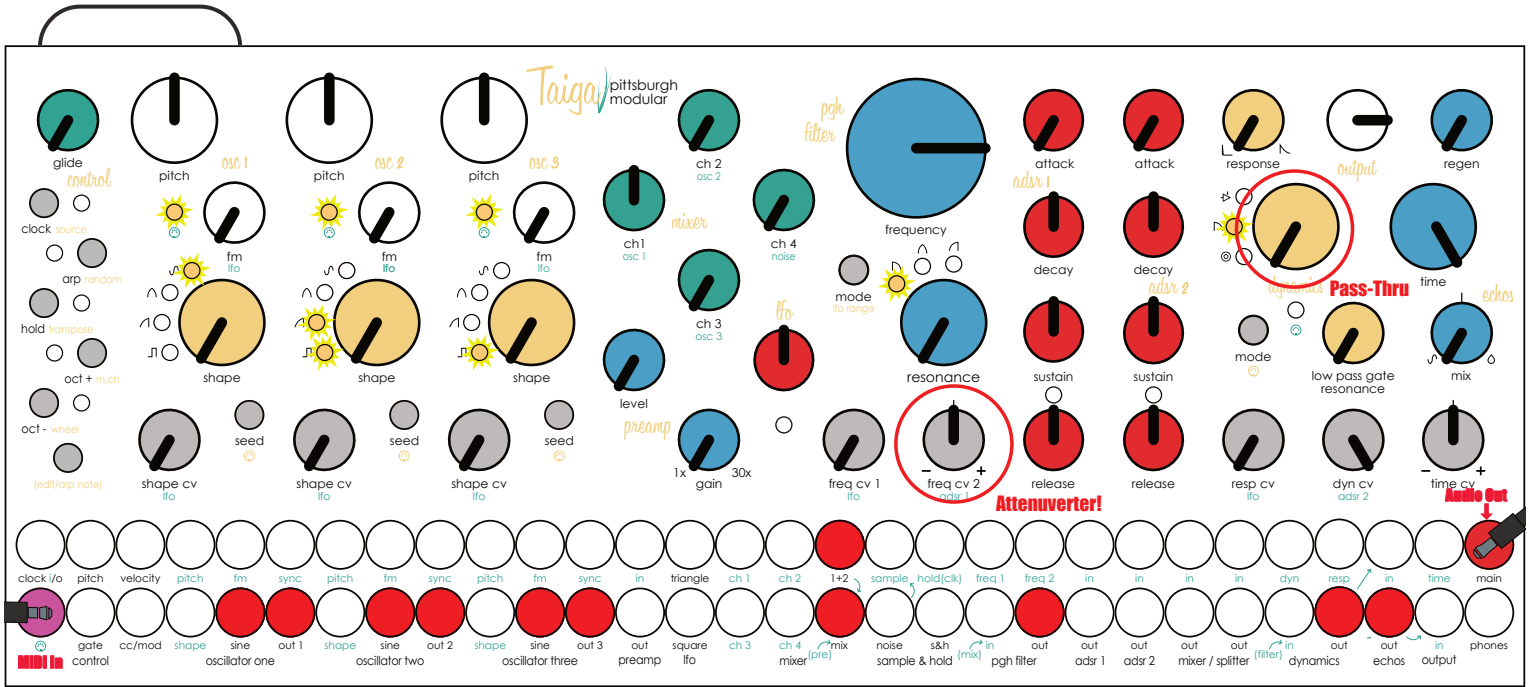 Taiga
pittsburgh
modular
pgh
filter
glide
pitch
osc 1
pitch
osc 2
pitch
osc 3
ch 2
osc 2
frequency
attack
attack
response
output
regen
control
clock source
arp random
hold transpose
oct + m.ch
oct - wheel
(edit/arp note)
fm
lfo
fm
lfo
fm
lfo
shape
shape
shape
seed
seed
seed
shape cv
lfo
shape cv
lfo
shape cv
lfo
ch1
osc 1
mixer
ch 4
noise
ch 3
osc 3
lfo
level
preamp
1x
30x
gain
mode
lfo range
resonance
freq cv 1
lfo
- +
freq cv 2
adsr 1
Attenuverter!
adsr 1
decay
decay
adsr 2
sustain
sustain
release
release
dynamics
Pass-Thru
mode
low pass gate
resonance
time
echos
mix
resp cv
lfo
dyn cv
adsr 2
- +
time cv
Audio Out
clock i/o pitch velocity pitch fm sync pitch fm sync pitch fm sync in triangle ch 1 ch 2 1+2 sample hold(clk) freq 1 freq 2 in in in in dyn resp in time main
gate cc/mod shape sine out 1 shape sine out 2 shape sine out 3 out square ch 3 ch 4 (pre) mix noise s&h (mix) in out out out out out (filter) in out out in phones
MIDI In
control oscillator one oscillator two oscillator three preamp lfo mixer sample & hold pgh filter adsr 1 adsr 2 mixer / splitter dynamics echos output